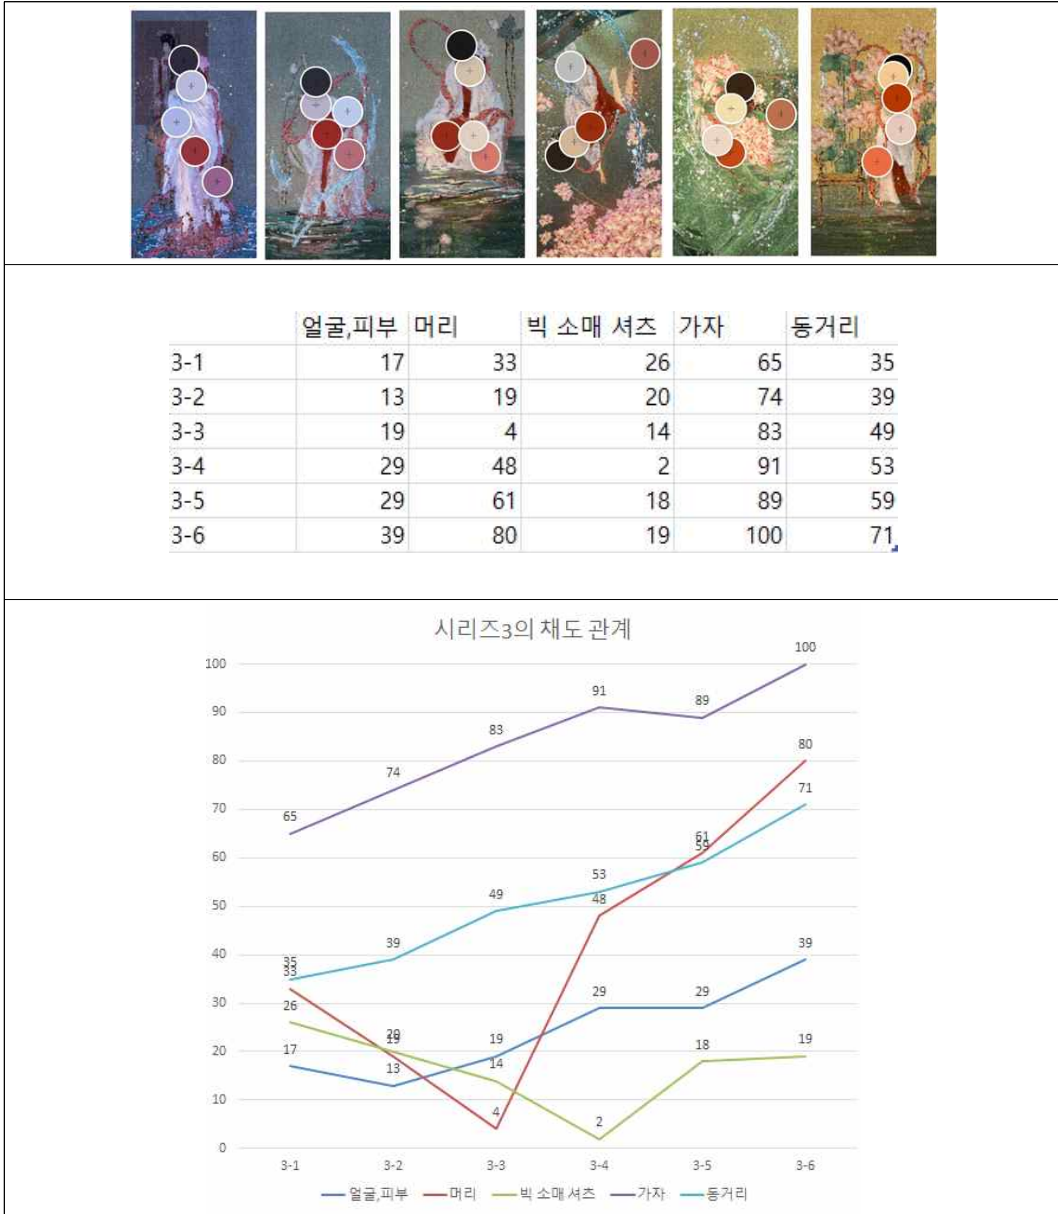 얼굴,피부 머리 빅 소매 셔츠 가자 동거리
3-1 17 33 26 65 35
3-2 13 19 20 74 39
3-3 19 4 14 83 49
3-4 29 48 2 91 53
3-5 29 61 18 89 59
3-6 39 80 19 100 71
시리즈3의 채도 관계
100
90
80
70
60
50
40
30
20
10
0
65 74 83 91 89 100
33 19 4 48 61 80
35 39 49 53 59 71
26 20 14 2 18 19
17 13 19 29 29 39
3-1 3-2 3-3 3-4 3-5 3-6
얼굴,피부 머리 빅 소매 셔츠 가자 동거리